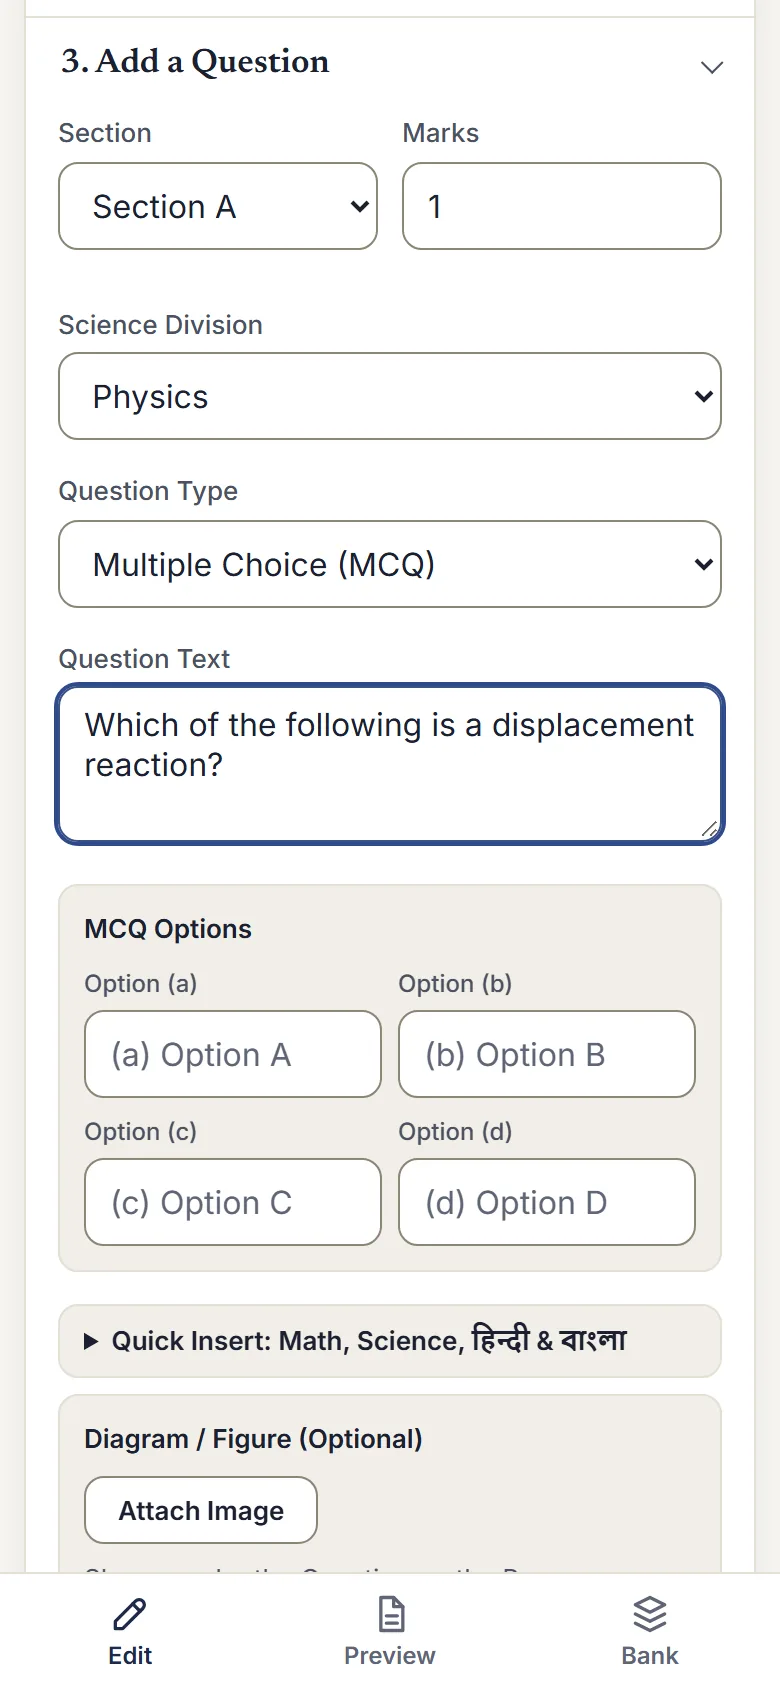 3. Add a Question
Section
Marks
Section A
1
Science Division
Physics
Question Type
Multiple Choice (MCQ)
Question Text
Which of the following is a displacement
reaction?
MCQ Options
Option (a)
Option (b)
(a) Option A
(b) Option B
Option (c)
Option (d)
(c) Option C
(d) Option D
Quick Insert: Math, Science, हिन्दी & বাংলা
Diagram / Figure (Optional)
Attach Image
Edit
Preview
Bank